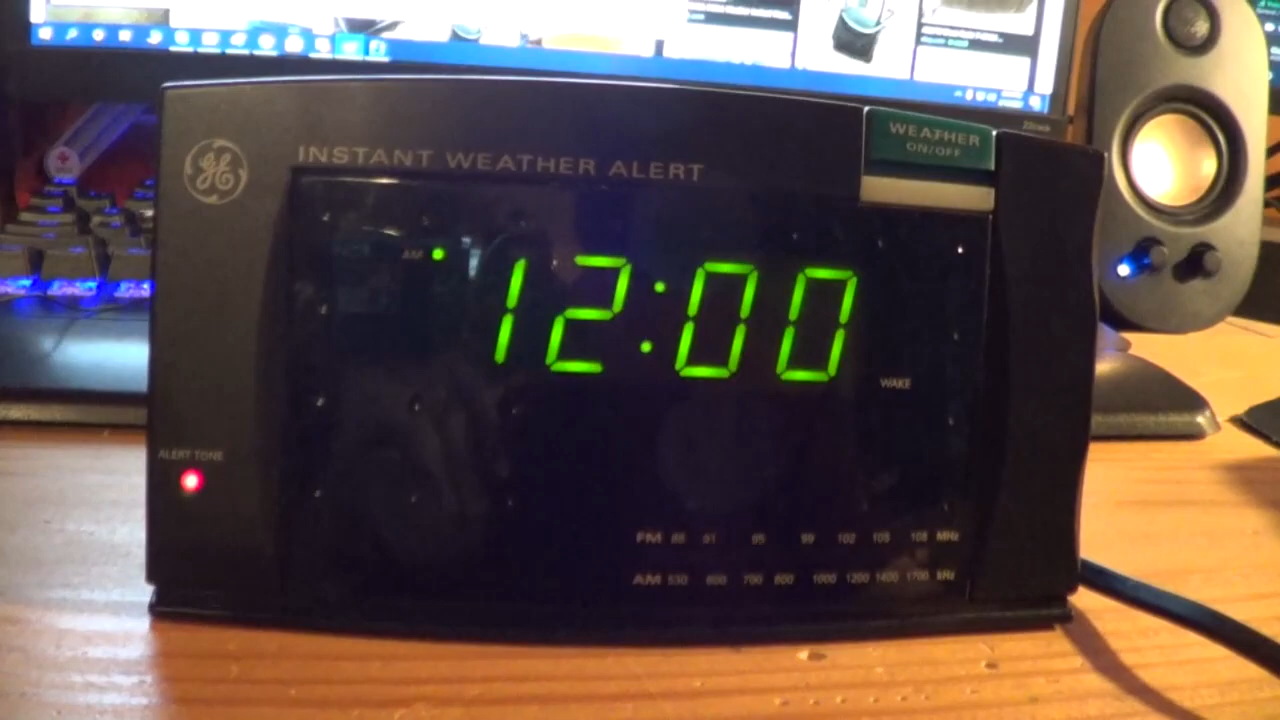 GE
INSTANT WEATHER ALERT
WEATHER
ON/OFF
AM
12:00
WAKE
ALERT TONE
FM 88 91 95 99 102 105 108 MHz
AM 530 600 700 800 1000 1200 1400 1700 kHz